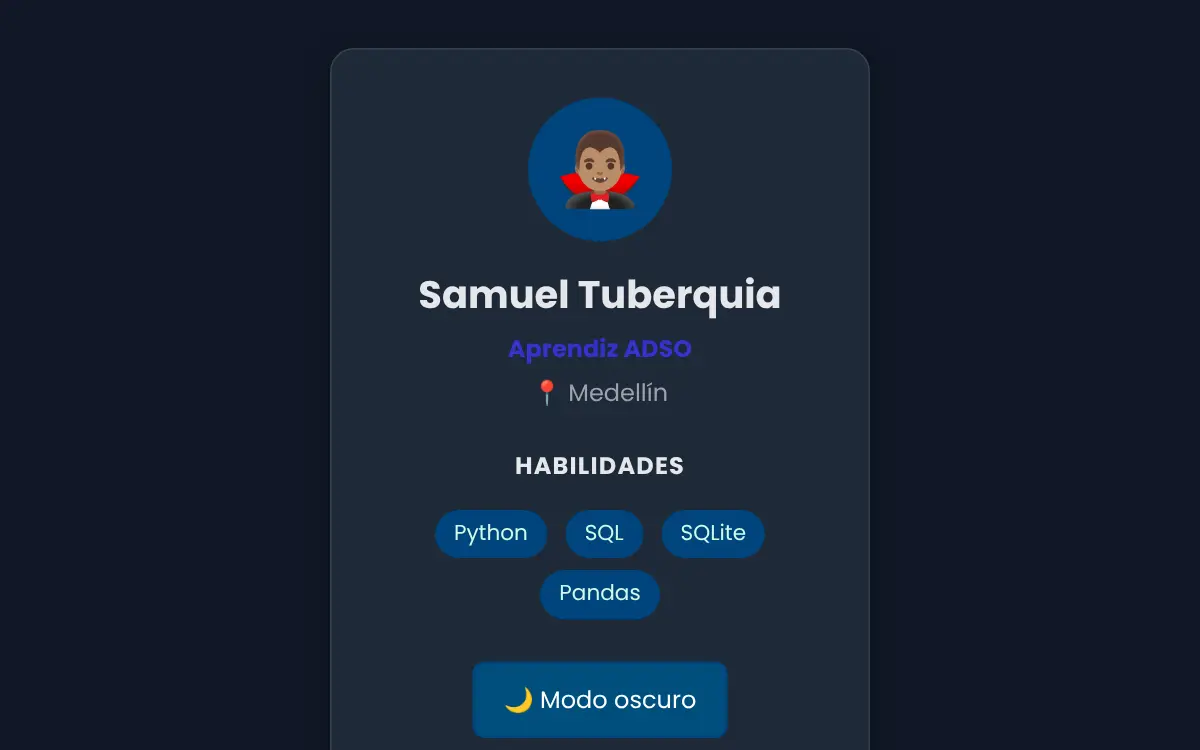 Samuel Tuberquia
Aprendiz ADSO
📍 Medellín
HABILIDADES
Python SQL SQLite
Pandas
🌙 Modo oscuro